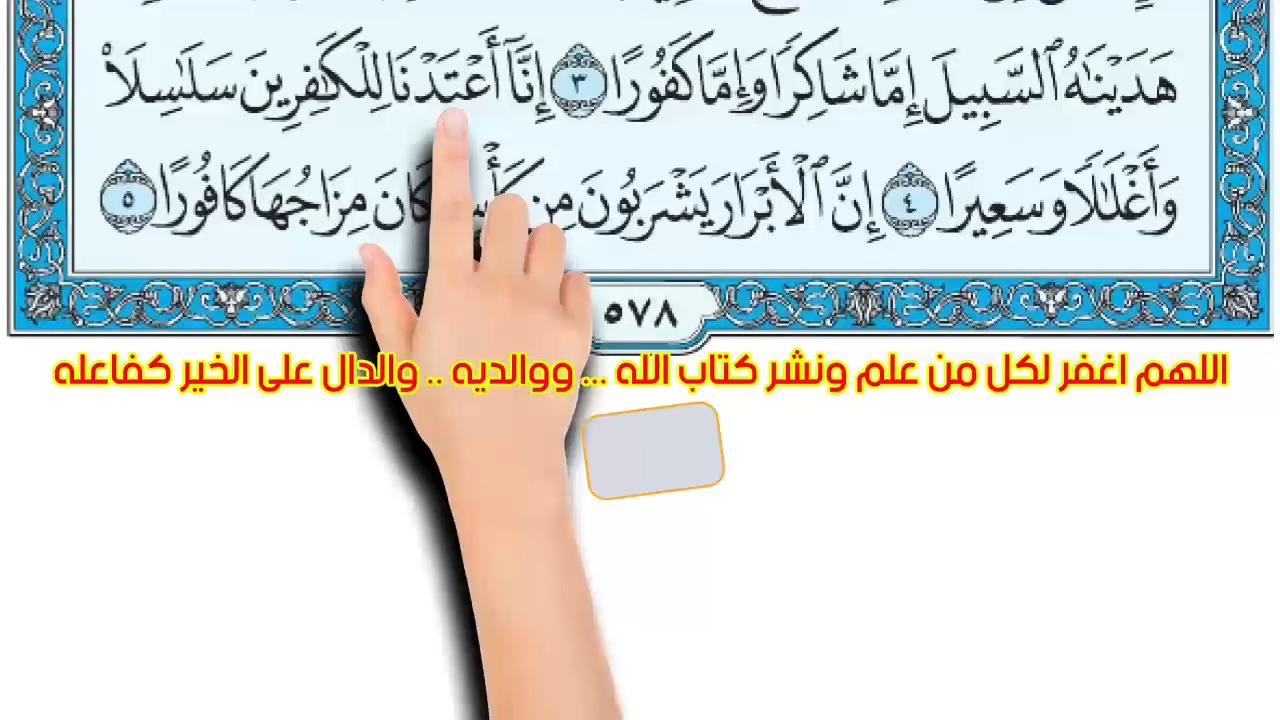 هَدَيْنَٰهُ ٱلسَّبِيلَ إِمَّا شَاكِرًا وَإِمَّا كَفُورًا ٣ إِنَّآ أَعْتَدْنَا لِلْكَٰفِرِينَ سَلَٰسِلَا۟
وَأَغْلَٰلًا وَسَعِيرًا ٤ إِنَّ ٱلْأَبْرَارَ يَشْرَبُونَ مِن كَأْسٍ كَانَ مِزَاجُهَا كَافُورًا ٥
٥٧٨
اللهم اغفر لكل من علم ونشر كتاب الله ... ووالديه .. والدال على الخير كفاعله